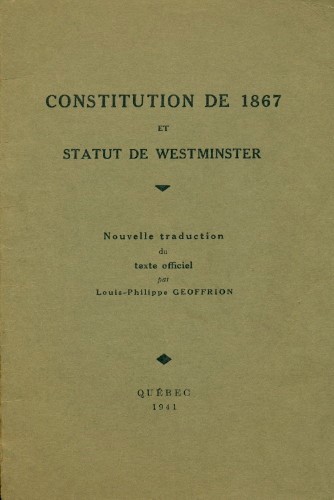 CONSTITUTION DE 1867
ET
STATUT DE WESTMINSTER
Nouvelle traduction
du
texte officiel
par
Louis-Philippe GEOFFRION
QUÉBEC
1941